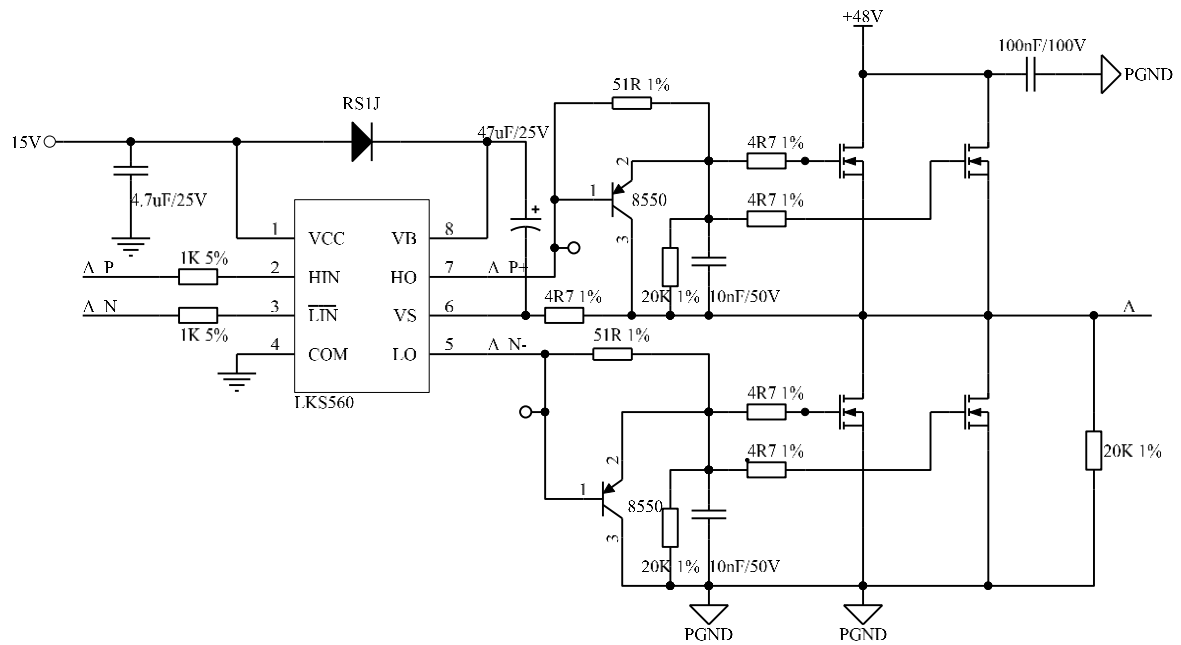 +48V
100nF/100V
PGND
51R 1%
RS1J
47uF/25V
15V
4R7 1%
2
1
8550
3
4.7uF/25V
4R7 1%
1
VCC
VB
8
A_P
1K 5%
2
HIN
HO
7
A_P+
20K 1%
10nF/50V
A_N
1K 5%
3
LIN
VS
6
4R7 1%
A
51R 1%
4
COM
LO
5
A_N-
LKS560
4R7 1%
4R7 1%
20K 1%
2
1
8550
3
20K 1%
10nF/50V
PGND
PGND